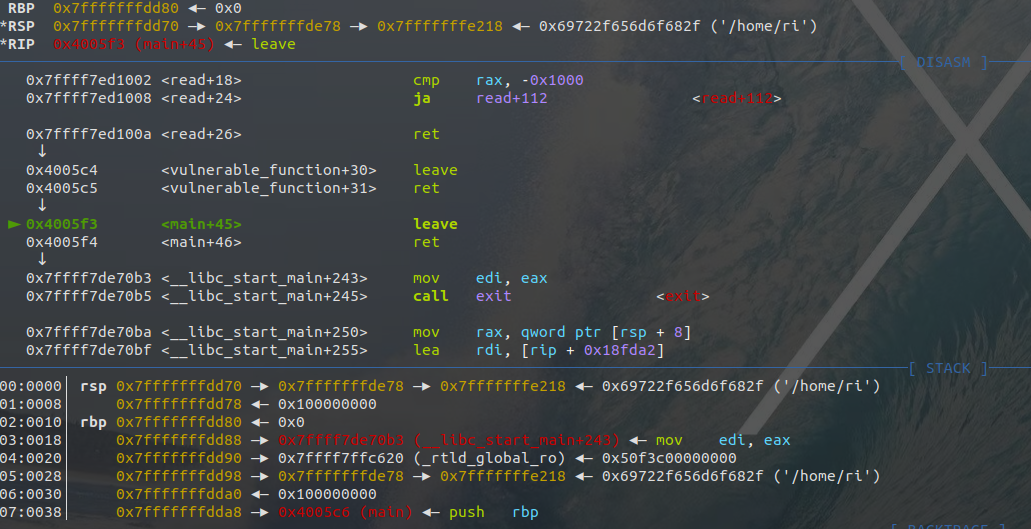 RBP  0x7fffffffdd80 ◂— 0x0
*RSP  0x7fffffffdd70 —▸ 0x7fffffffde78 —▸ 0x7fffffffe218 ◂— 0x69722f656d6f682f ('/home/ri')
*RIP  0x4005f3 (main+45) ◂— leave
[ DISASM ]
0x7ffff7ed1002 <read+18>    cmp    rax, -0x1000
0x7ffff7ed1008 <read+24>    ja     read+112    <read+112>
0x7ffff7ed100a <read+26>    ret
↓
0x4005c4    <vulnerable_function+30>    leave
0x4005c5    <vulnerable_function+31>    ret
↓
► 0x4005f3    <main+45>    leave
0x4005f4    <main+46>    ret
↓
0x7ffff7de70b3 <__libc_start_main+243>    mov    edi, eax
0x7ffff7de70b5 <__libc_start_main+245>    call   exit    <exit>
0x7ffff7de70ba <__libc_start_main+250>    mov    rax, qword ptr [rsp + 8]
0x7ffff7de70bf <__libc_start_main+255>    lea    rdi, [rip + 0x18fda2]
[ STACK ]
00:0000│ rsp 0x7fffffffdd70 —▸ 0x7fffffffde78 —▸ 0x7fffffffe218 ◂— 0x69722f656d6f682f ('/home/ri')
01:0008│     0x7fffffffdd78 ◂— 0x100000000
02:0010│ rbp 0x7fffffffdd80 ◂— 0x0
03:0018│     0x7fffffffdd88 —▸ 0x7ffff7de70b3 (__libc_start_main+243) ◂— mov    edi, eax
04:0020│     0x7fffffffdd90 —▸ 0x7ffff7ffc620 (_rtld_global_ro) ◂— 0x50f3c00000000
05:0028│     0x7fffffffdd98 —▸ 0x7fffffffde78 —▸ 0x7fffffffe218 ◂— 0x69722f656d6f682f ('/home/ri')
06:0030│     0x7fffffffdda0 ◂— 0x100000000
07:0038│     0x7fffffffdda8 —▸ 0x4005c6 (main) ◂— push   rbp
[ BACKTRACE ]